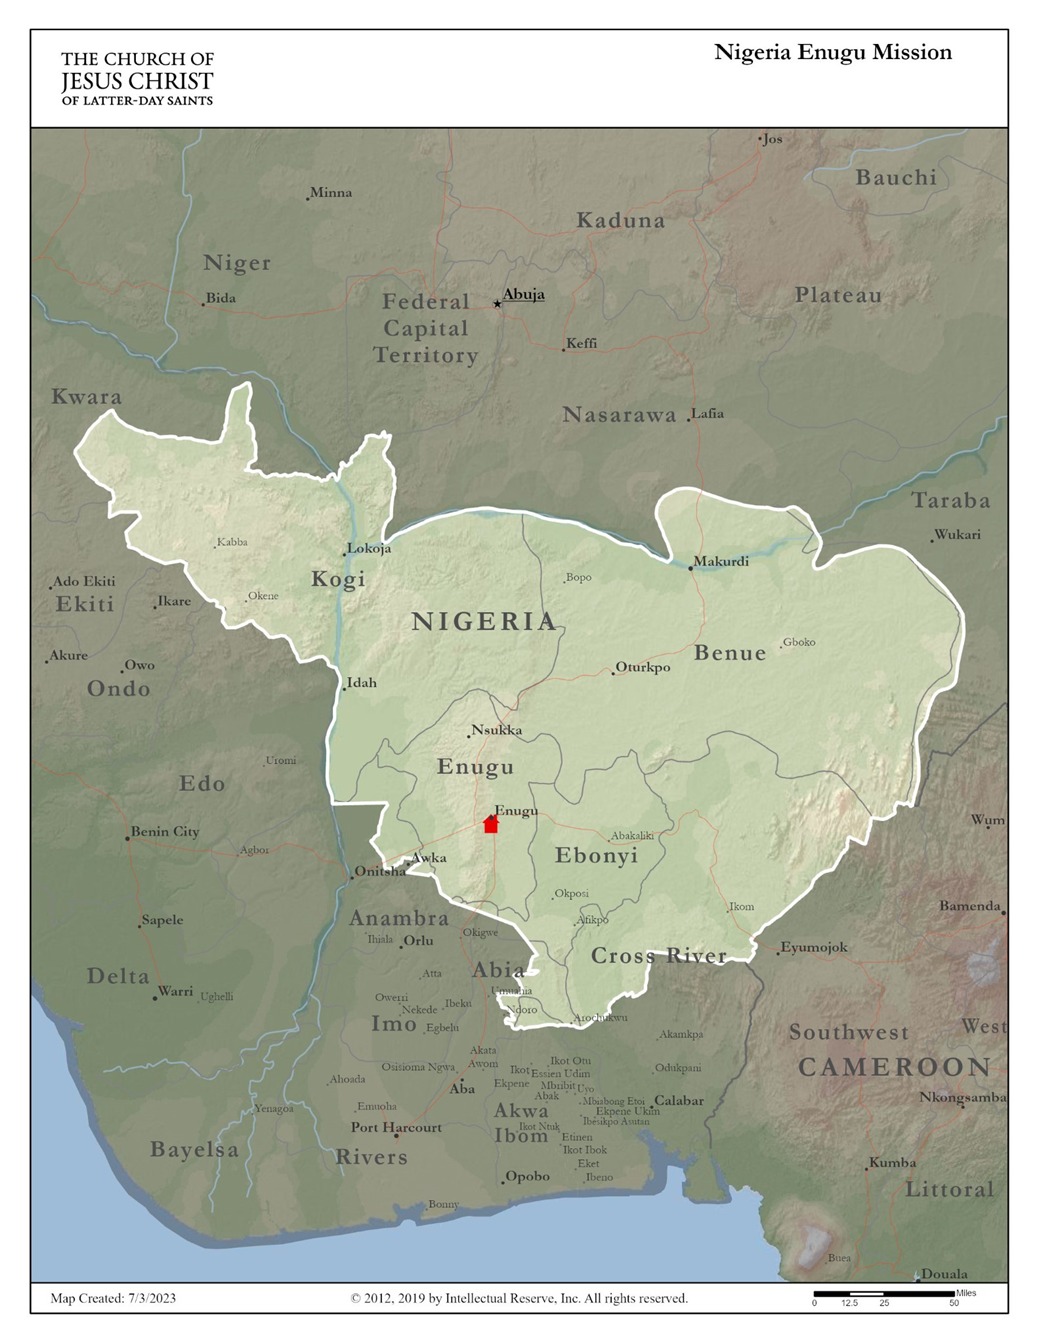 THE CHURCH OF
JESUS CHRIST
OF LATTER-DAY SAINTS
Nigeria Enugu Mission
Jos
Bauchi
Minna
Kaduna
Niger
Bida
Abuja
Federal
Capital
Territory
Plateau
Keffi
Kwara
Nasarawa
Lafia
Taraba
Wukari
Kabba
Lokoja
Makurdi
Kogi
Bopo
Ado Ekiti
Ekiti
Ikare
Okene
NIGERIA
Gboko
Benue
Akure
Owo
Oturkpo
Ondo
Idah
Nsukka
Uromi
Enugu
Edo
Enugu
Wum
Benin City
Abakaliki
Agbor
Awka
Ebonyi
Onitsha
Okposi
Bamenda
Ikom
Sapele
Anambra
Afikpo
Okigwe
Ihiala
Orlu
Eyumojok
Cross River
Delta
Atta
Abia
Warri
Ughelli
Umuahia
Owerri
Nekede
Ibeku
Ndoro
Arochukwu
Imo
Egbelu
Akamkpa
Southwest
West
Akata
Awom
Ikot Otu
Osisioma Ngwa
Ikot
Ekpene
Essien Udim
Odukpani
CAMEROON
Ahoada
Aba
Mbribit
Uyo
Abak
Nkongsamba
Yenagoa
Emuoha
Mbiabong Etoi
Calabar
Akwa
Ibom
Ekpene Ukim
Ibesikpo Asutan
Port Harcourt
Ikot Ntuk
Etinen
Bayelsa
Rivers
Ikot Ibok
Eket
Kumba
Opobo
Ibeno
Littoral
Bonny
Buea
Douala
Map Created: 7/3/2023
© 2012, 2019 by Intellectual Reserve, Inc. All rights reserved.
Miles
0 12.5 25 50